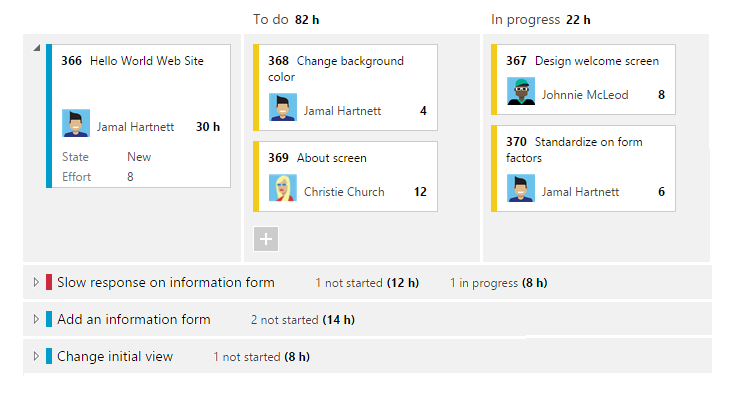 To do 82 h
In progress 22 h
366 Hello World Web Site
Jamal Hartnett 30 h
State New
Effort 8
368 Change background
color
Jamal Hartnett 4
369 About screen
Christie Church 12
367 Design welcome screen
Johnnie McLeod 8
370 Standardize on form
factors
Jamal Hartnett 6
Slow response on information form 1 not started (12 h) 1 in progress (8 h)
Add an information form 2 not started (14 h)
Change initial view 1 not started (8 h)